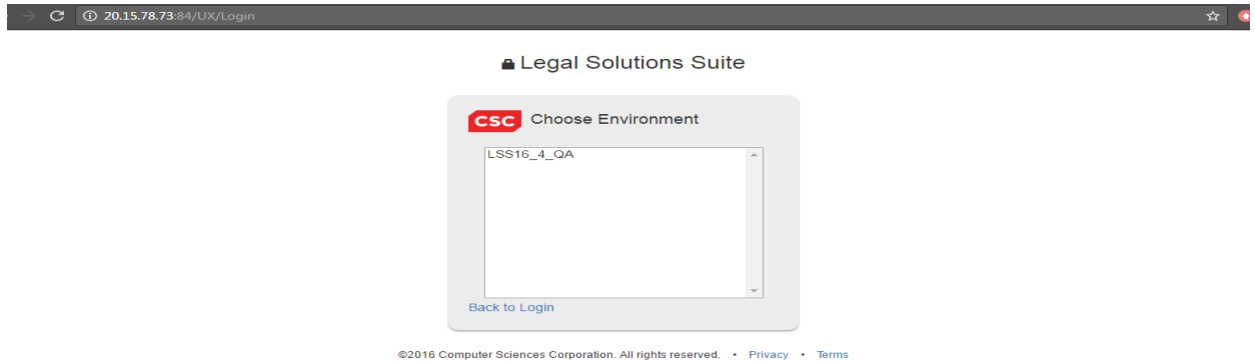 20.15.78.73:84/UX/Login
Legal Solutions Suite
CSC Choose Environment
LSS16_4_QA
Back to Login
©2016 Computer Sciences Corporation. All rights reserved. • Privacy • Terms